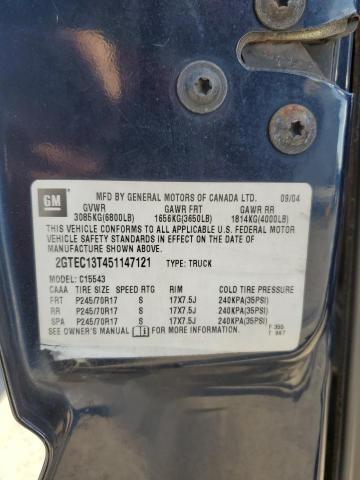 GM
MFD BY GENERAL MOTORS OF CANADA LTD. 09/04
GVWR GAWR FRT GAWR RR
3085KG(6800LB) 1656KG(3650LB) 1814KG(4000LB)
THIS VEHICLE CONFORMS TO ALL APPLICABLE U.S. FEDERAL MOTOR
VEHICLE SAFETY STANDARDS IN EFFECT ON THE DATE OF
MANUFACTURE SHOWN ABOVE.
2GTEC13T451147121 TYPE: TRUCK
MODEL: C15543
CAAA TIRE SIZE SPEED RTG RIM COLD TIRE PRESSURE
FRT P245/70R17 S 17X7.5J 240KPA(35PSI)
RR P245/70R17 S 17X7.5J 240KPA(35PSI)
SPA P245/70R17 S 17X7.5J 240KPA(35PSI)
SEE OWNER'S MANUAL FOR MORE INFORMATION.